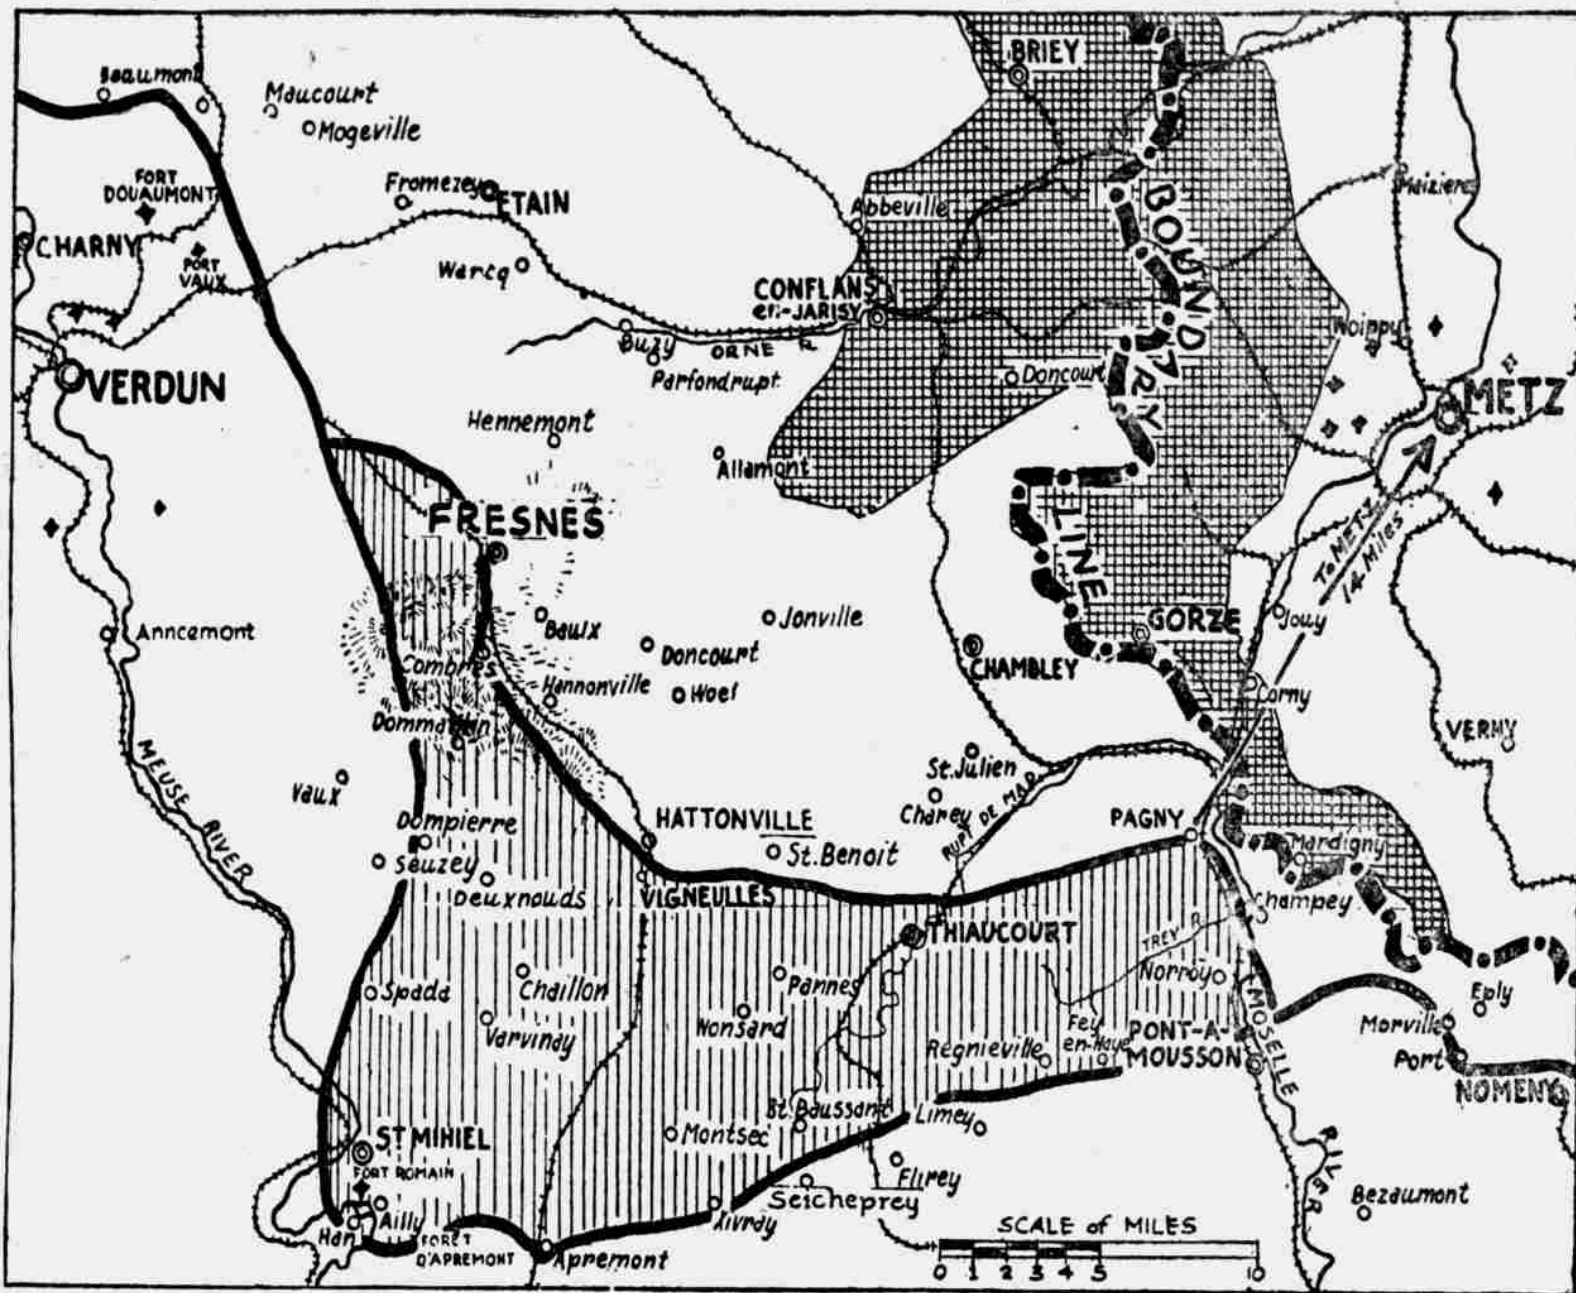 BRIEY
Beaumont
Maucourt
Mogeville
FORT
DOUAUMONT
Fromezey
ETAIN
Maiziere
Abbeville
CHARNY
FORT
VAUX
Warcq
CONFLANS
en-JARISY
BOUNDARY
LINE
Woippy
Buzy
ORNE R
Parfondrupt
Doncourt
VERDUN
METZ
Hennemont
Allamont
FRESNES
To METZ
14 Miles
Anncemont
Baulx
Jonville
GORZE
Jouy
Doncourt
CHAMBLEY
Combres
Hannonville
Woel
Corny
Dommartin
VERNY
MEUSE RIVER
Vaux
St. Julien
Charey
RUPT DE MAD
Dompierre
HATTONVILLE
PAGNY
Seuzey
St. Benoit
Mardigny
Deuxnouds
VIGNEULLES
Champey
THIAUCOURT
TREY R
Spada
Chaillon
Pannes
Norroy
Eply
Nonsard
Varvinay
Regnieville
Fey
en-Haye
PONT-A-
MOUSSON
MOSELLE RIVER
Morville
Port
NOMENY
St. Baussant
Limey
ST MIHIEL
Montsec
FORT ROMAIN
Flirey
Seicheprey
Bezaumont
Ailly
Han
Xivray
FORET
D'APREMONT
Apremont
SCALE of MILES
0 1 2 3 4 5 10